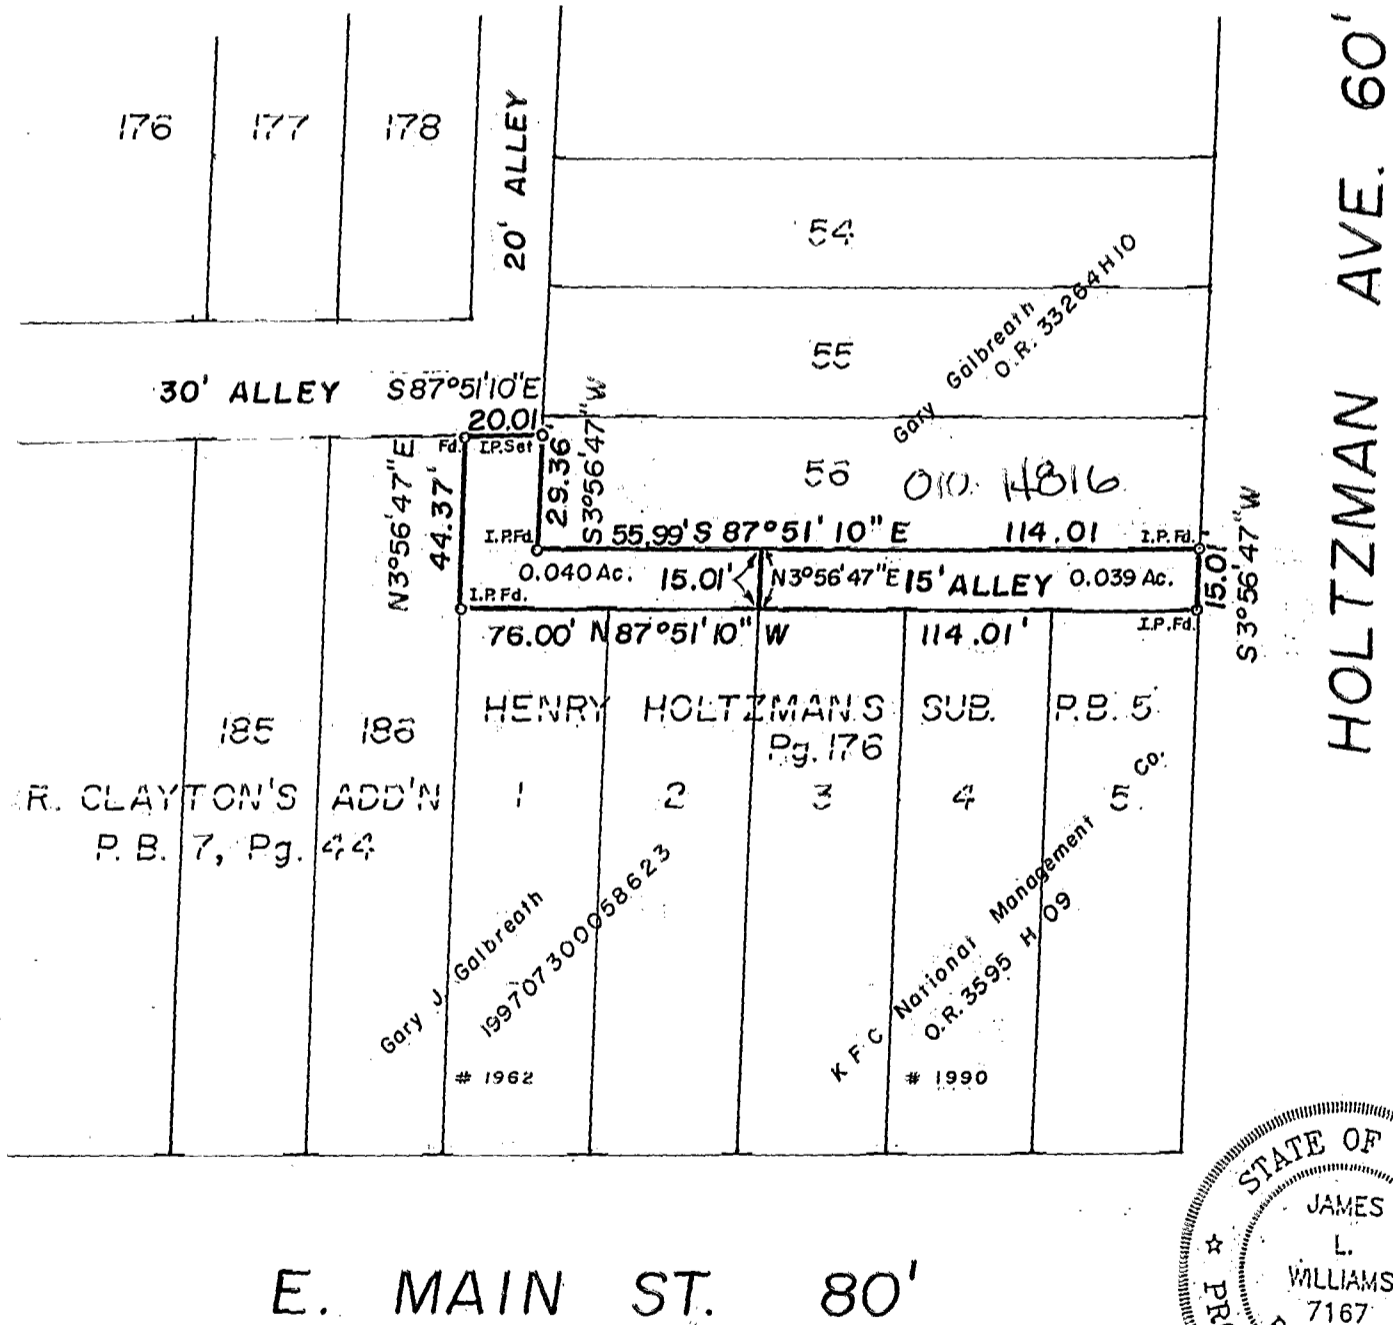 176
177
178
20' ALLEY
HOLTZMAN AVE. 60'
54
55
Gary Galbreath
O.R. 33264H10
30' ALLEY
S87°51'10"E
20.01'
Fd.
I.P.Set
N3°56'47"E
44.37'
29.36'
S3°56'47"W
56
010-14816
I.P.Fd.
55.99' S 87°51'10" E
114.01'
I.P.Fd.
0.040 Ac.
15.01'
N3°56'47"E
15' ALLEY
0.039 Ac.
15.01'
S3°56'47"W
I.P.Fd.
76.00' N 87°51'10" W
114.01'
I.P.Fd.
HENRY HOLTZMANS SUB. P.B. 5
Pg. 176
185
186
R. CLAYTON'S ADD'N
P. B. 7, Pg. 44
1
2
3
4
5
Gary J. Galbreath
199707300058623
# 1962
K F C National Management Co.
O.R. 3595 H 09
# 1990
E. MAIN ST. 80'
STATE OF
JAMES
L.
WILLIAMS
7167